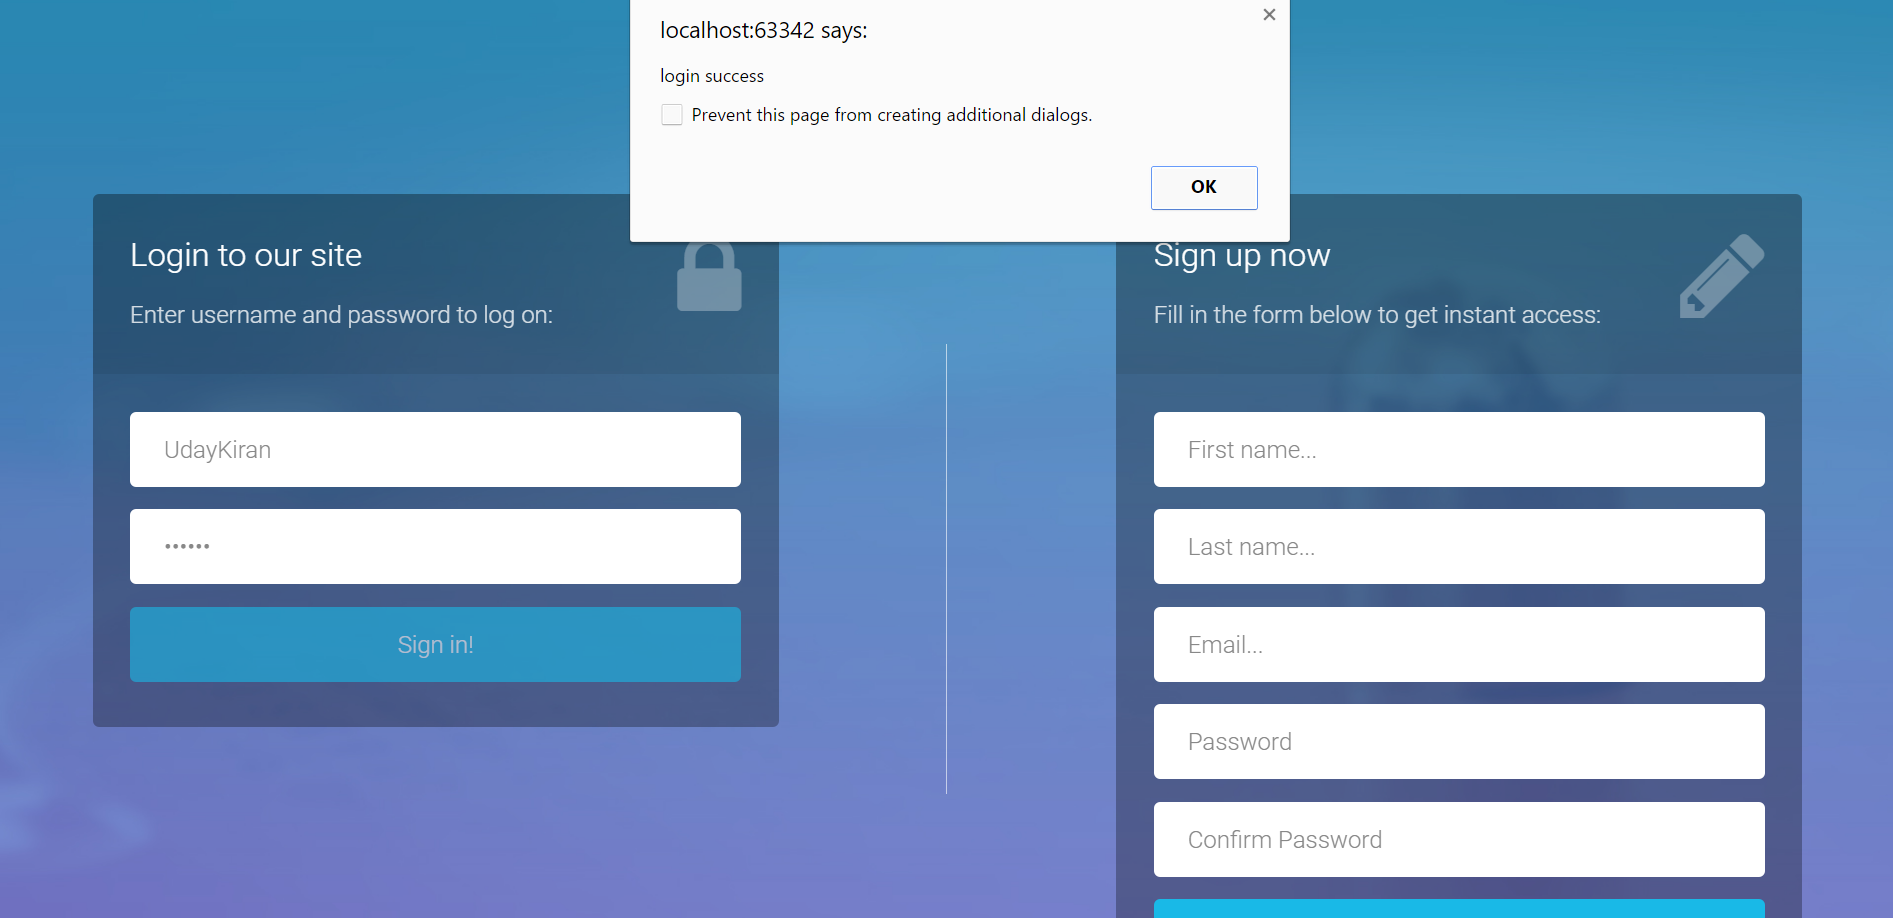 localhost:63342 says:
login success
Prevent this page from creating additional dialogs.
OK
Login to our site
Enter username and password to log on:
UdayKiran
••••••
Sign in!
Sign up now
Fill in the form below to get instant access:
First name...
Last name...
Email...
Password
Confirm Password